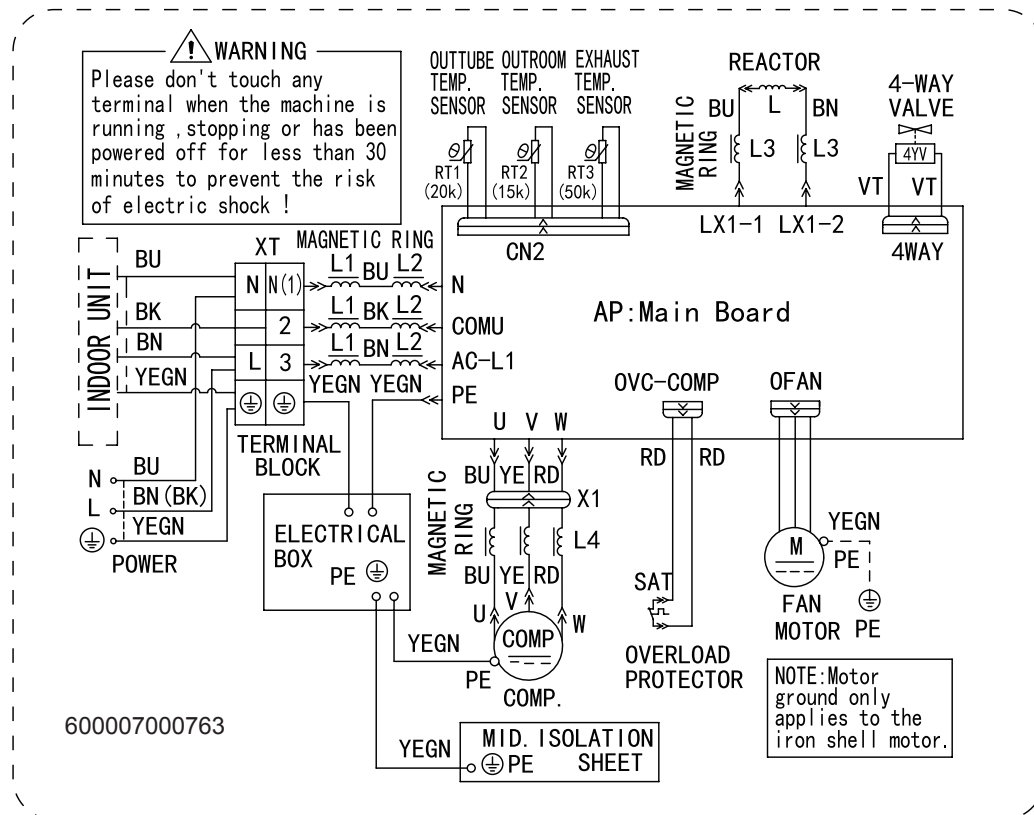 WARNING
Please don't touch any
terminal when the machine is
running ,stopping or has been
powered off for less than 30
minutes to prevent the risk
of electric shock !
OUTTUBE OUTROOM EXHAUST
TEMP. TEMP. TEMP.
SENSOR SENSOR SENSOR
θ θ θ
RT1 RT2 RT3
(20k) (15k) (50k)
CN2
REACTOR
BU L BN
MAGNETIC
RING
L3 L3
LX1-1 LX1-2
4-WAY
VALVE
4YV
VT VT
4WAY
INDOOR UNIT
BU
BK
BN
YEGN
XT
N N(1)
2
L 3
TERMINAL
BLOCK
MAGNETIC RING
L1 BU L2
L1 BK L2
L1 BN L2
YEGN YEGN
N
COMU
AC-L1
PE
AP:Main Board
OVC-COMP
OFAN
U V W
N BU
L BN(BK)
YEGN
POWER
ELECTRICAL
BOX
PE
BU YE RD
X1
MAGNETIC
RING
L4
BU YE RD
U V W
COMP
YEGN
PE
COMP.
RD RD
SAT
OVERLOAD
PROTECTOR
M
YEGN
PE
FAN
MOTOR PE
NOTE:Motor
ground only
applies to the
iron shell motor.
YEGN
MID. ISOLATION
PE SHEET
600007000763